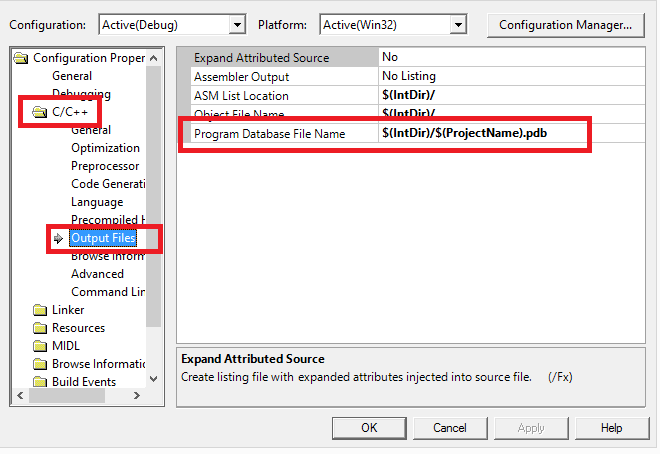 Configuration: Active(Debug) Platform: Active(Win32) Configuration Manager...
Configuration Proper
General
Debugging
C/C++
General
Optimization
Preprocessor
Code Generati
Language
Precompiled H
Output Files
Browse Inform
Advanced
Command Lin
Linker
Resources
MIDL
Browse Informatio
Build Events
Expand Attributed Source No
Assembler Output No Listing
ASM List Location $(IntDir)/
Object File Name $(IntDir)/
Program Database File Name $(IntDir)/$(ProjectName).pdb
Expand Attributed Source
Create listing file with expanded attributes injected into source file. (/Fx)
OK Cancel Apply Help